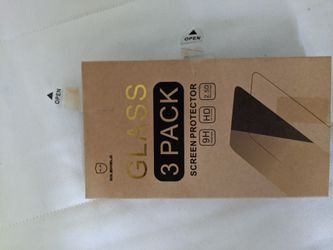 OPEN
OPEN
GLASS
3 PACK
SCREEN PROTECTOR
9H HD 2.5D